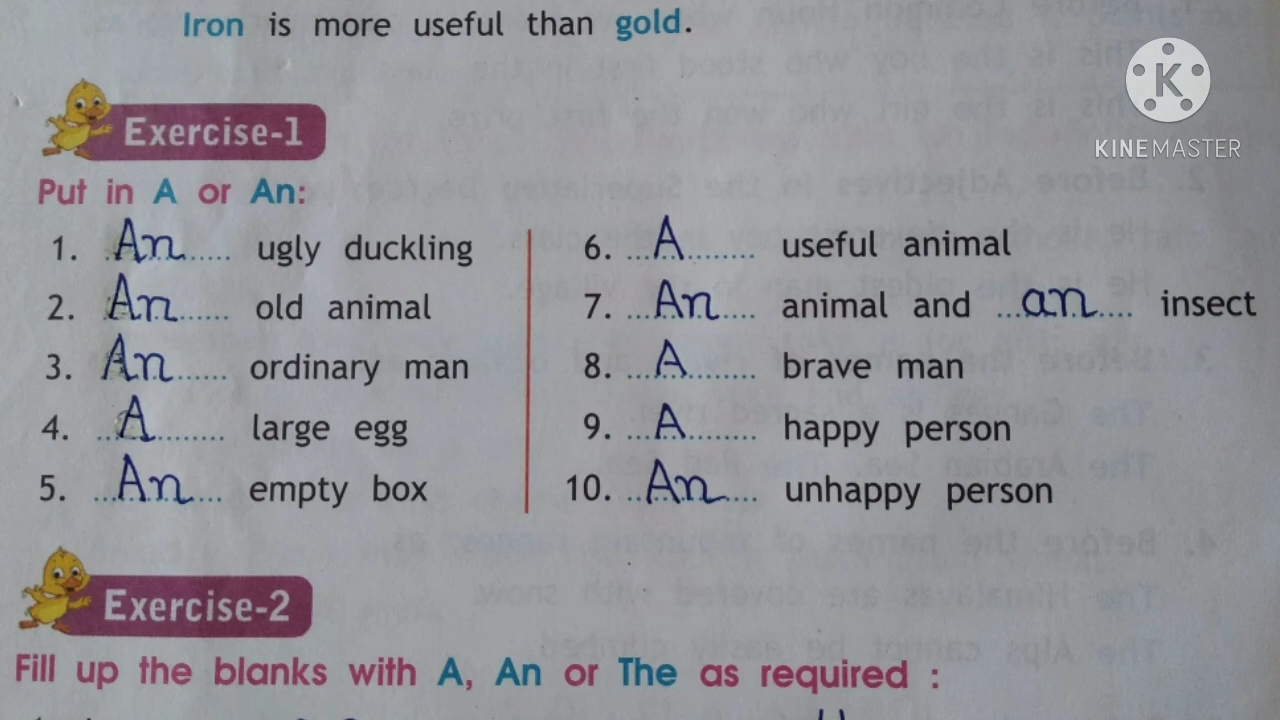 Iron is more useful than gold.
K
KINEMASTER
Exercise-1
Put in A or An:
1. An ugly duckling
2. An old animal
3. An ordinary man
4. A large egg
5. An empty box
6. A useful animal
7. An animal and an insect
8. A brave man
9. A happy person
10. An unhappy person
Exercise-2
Fill up the blanks with A, An or The as required :